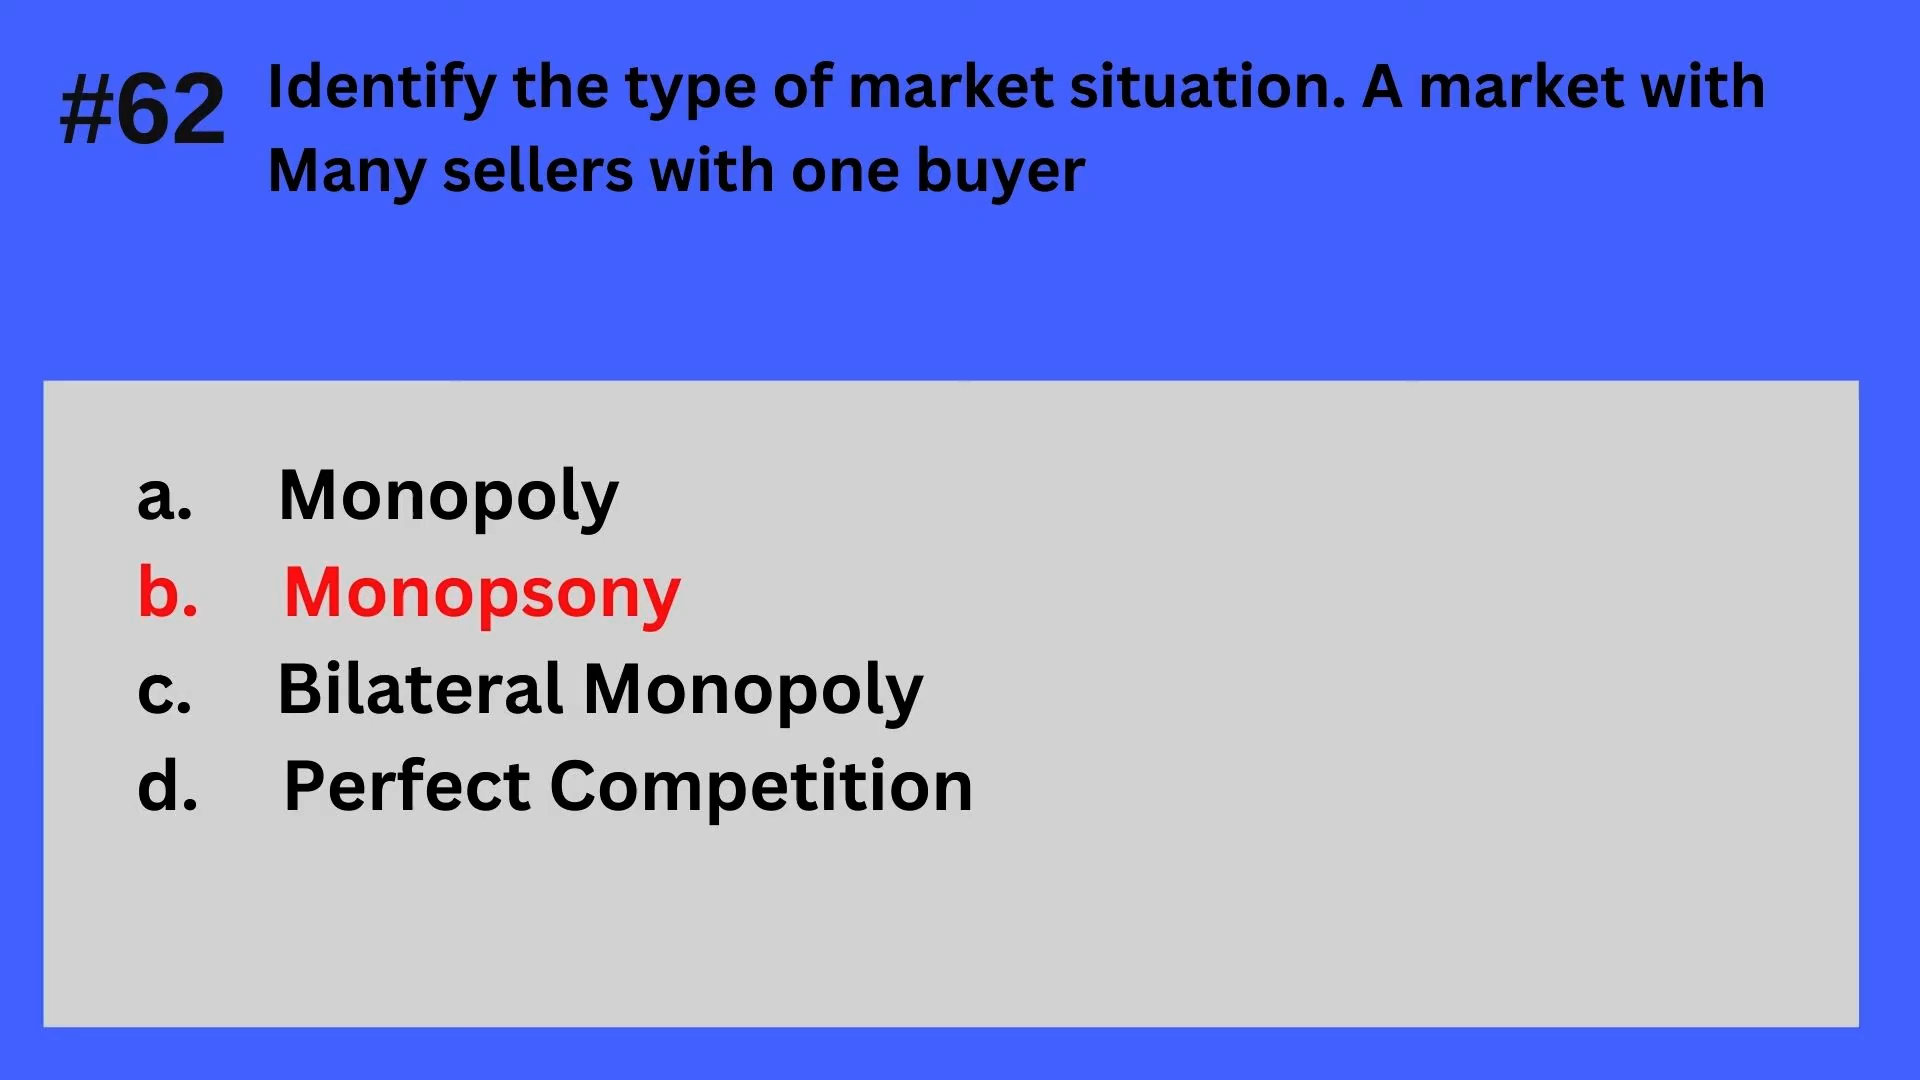 #62
Identify the type of market situation. A market with
Many sellers with one buyer
a. Monopoly
b. Monopsony
c. Bilateral Monopoly
d. Perfect Competition